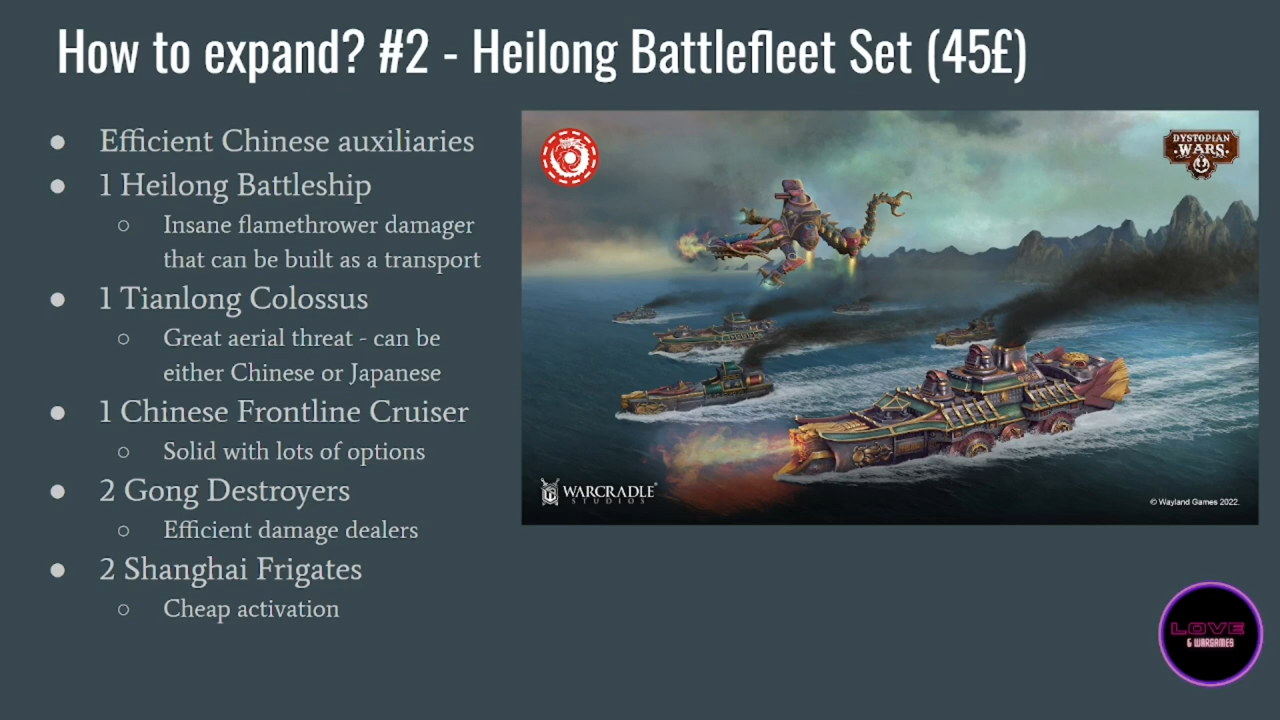 How to expand? #2 - Heilong Battlefleet Set (45£)
● Efficient Chinese auxiliaries
● 1 Heilong Battleship
○ Insane flamethrower damager
that can be built as a transport
● 1 Tianlong Colossus
○ Great aerial threat - can be
either Chinese or Japanese
● 1 Chinese Frontline Cruiser
○ Solid with lots of options
● 2 Gong Destroyers
○ Efficient damage dealers
● 2 Shanghai Frigates
○ Cheap activation
DYSTOPIAN
WARS
WARCRADLE
STUDIOS
© Wayland Games 2022.
LOVE
& WARGAMES